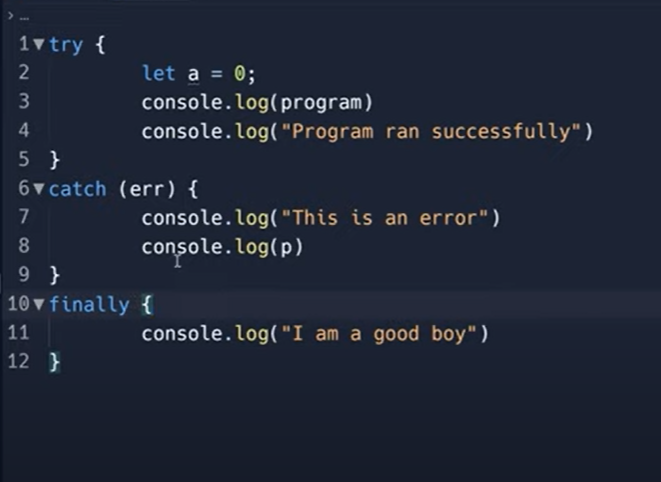 › …
1 try {
2 let a = 0;
3 console.log(program)
4 console.log("Program ran successfully")
5 }
6 catch (err) {
7 console.log("This is an error")
8 console.log(p)
9 }
10 finally {
11 console.log("I am a good boy")
12 }